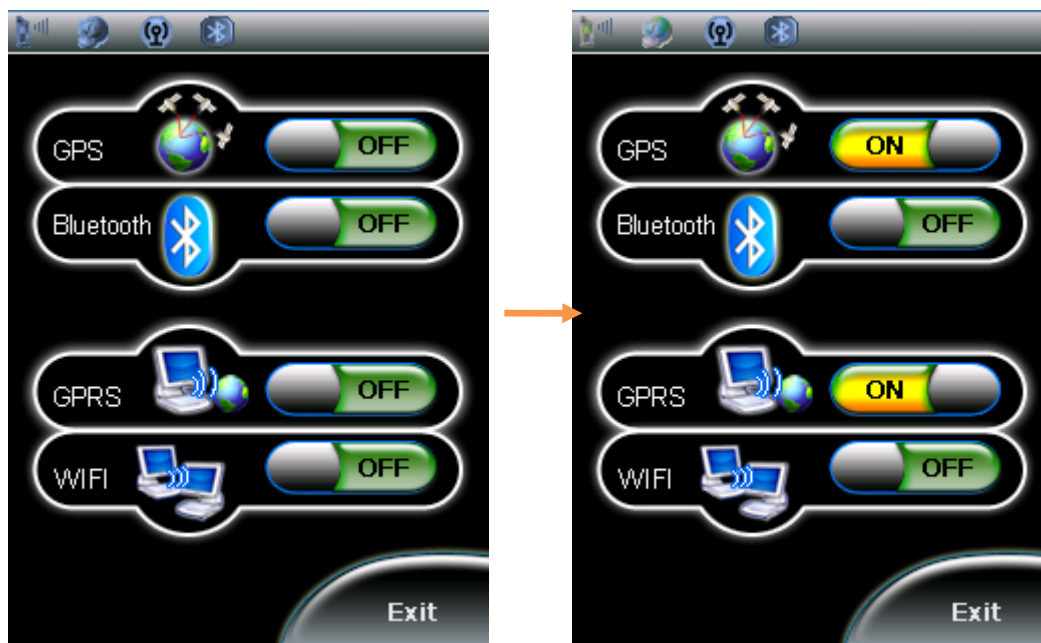 GPS OFF
Bluetooth OFF
GPRS OFF
WIFI OFF
Exit
GPS ON
Bluetooth OFF
GPRS ON
WIFI OFF
Exit